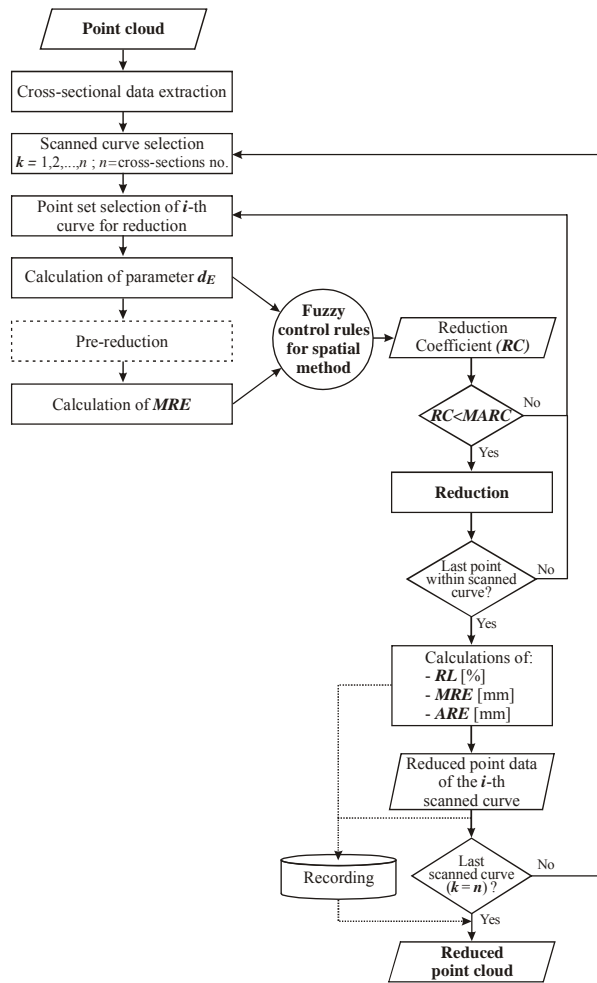 Point cloud
Cross-sectional data extraction
Scanned curve selection
k = 1,2,...,n ; n=cross-sections no.
Point set selection of i-th
curve for reduction
Calculation of parameter dE
Pre-reduction
Calculation of MRE
Fuzzy
control rules
for spatial
method
Reduction
Coefficient (RC)
RC<MARC
No
Yes
Reduction
Last point
within scanned
curve?
No
Yes
Calculations of:
- RL [%]
- MRE [mm]
- ARE [mm]
Reduced point data
of the i-th
scanned curve
Recording
Last
scanned curve
(k = n) ?
No
Yes
Reduced
point cloud